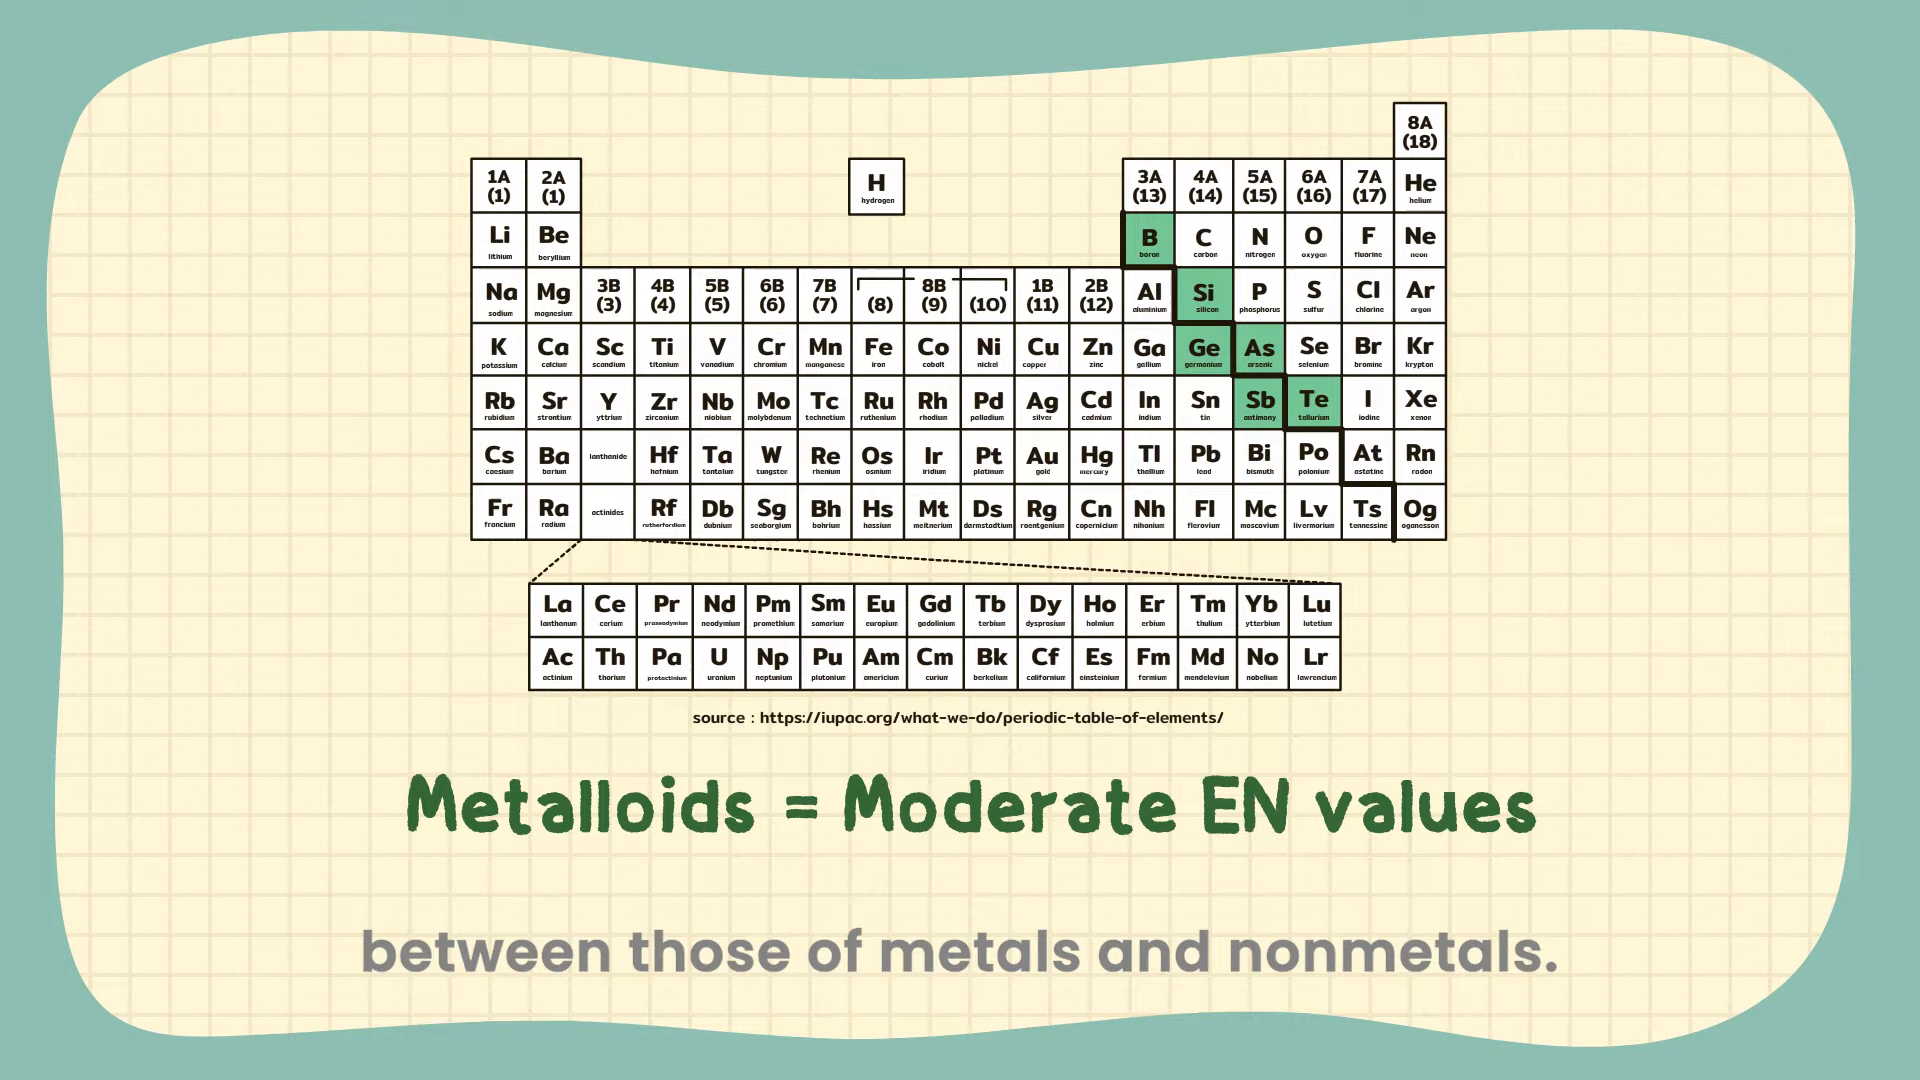 8A
(18)
1A (1) 2A (1) H hydrogen 3A (13) 4A (14) 5A (15) 6A (16) 7A (17) He helium
Li lithium Be beryllium B boron C carbon N nitrogen O oxygen F fluorine Ne neon
Na sodium Mg magnesium 3B (3) 4B (4) 5B (5) 6B (6) 7B (7) (8) 8B (9) (10) 1B (11) 2B (12) Al aluminium Si silicon P phosphorus S sulfur Cl chlorine Ar argon
K potassium Ca calcium Sc scandium Ti titanium V vanadium Cr chromium Mn manganese Fe iron Co cobalt Ni nickel Cu copper Zn zinc Ga gallium Ge germanium As arsenic Se selenium Br bromine Kr krypton
Rb rubidium Sr strontium Y yttrium Zr zirconium Nb niobium Mo molybdenum Tc technetium Ru ruthenium Rh rhodium Pd palladium Ag silver Cd cadmium In indium Sn tin Sb antimony Te tellurium I iodine Xe xenon
Cs caesium Ba barium lanthanide Hf hafnium Ta tantalum W tungsten Re rhenium Os osmium Ir iridium Pt platinum Au gold Hg mercury Tl thallium Pb lead Bi bismuth Po polonium At astatine Rn radon
Fr francium Ra radium actinides Rf rutherfordium Db dubnium Sg seaborgium Bh bohrium Hs hassium Mt meitnerium Ds darmstadtium Rg roentgenium Cn copernicium Nh nihonium Fl flerovium Mc moscovium Lv livermorium Ts tennessine Og oganesson
La lanthanum Ce cerium Pr praseodymium Nd neodymium Pm promethium Sm samarium Eu europium Gd gadolinium Tb terbium Dy dysprosium Ho holmium Er erbium Tm thulium Yb ytterbium Lu lutetium
Ac actinium Th thorium Pa protactinium U uranium Np neptunium Pu plutonium Am americium Cm curium Bk berkelium Cf californium Es einsteinium Fm fermium Md mendelevium No nobelium Lr lawrencium
source : https://iupac.org/what-we-do/periodic-table-of-elements/
Metalloids = Moderate EN values
between those of metals and nonmetals.